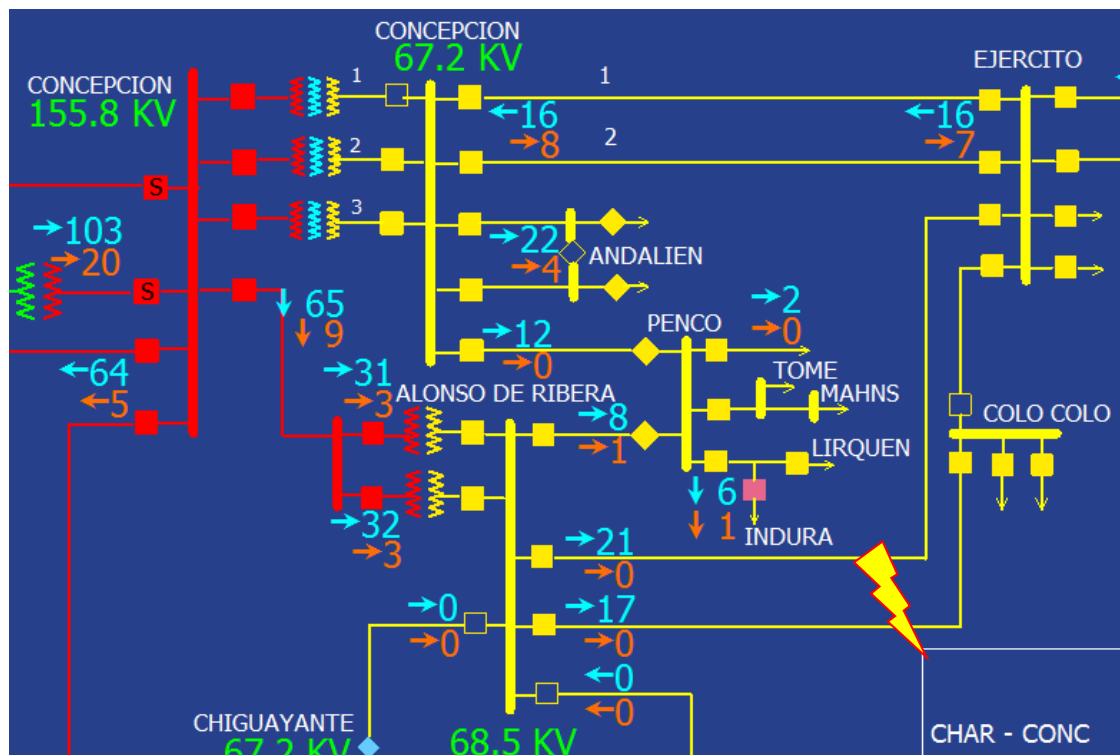 CONCEPCION
67.2 KV
CONCEPCION
155.8 KV
EJERCITO
1
1
←16
→8
←16
→7
2
2
3
S
→103
→20
→22
→4
ANDALIEN
S
↓65
↓9
→12
→0
PENCO
→2
→0
←64
←5
→31
→3
ALONSO DE RIBERA
→8
→1
TOME
MAHNS
COLO COLO
LIRQUEN
→32
→3
↓6
↓1
INDURA
→21
→0
→0
→0
→17
→0
←0
←0
CHIGUAYANTE
67.2 KV
68.5 KV
CHAR - CONC